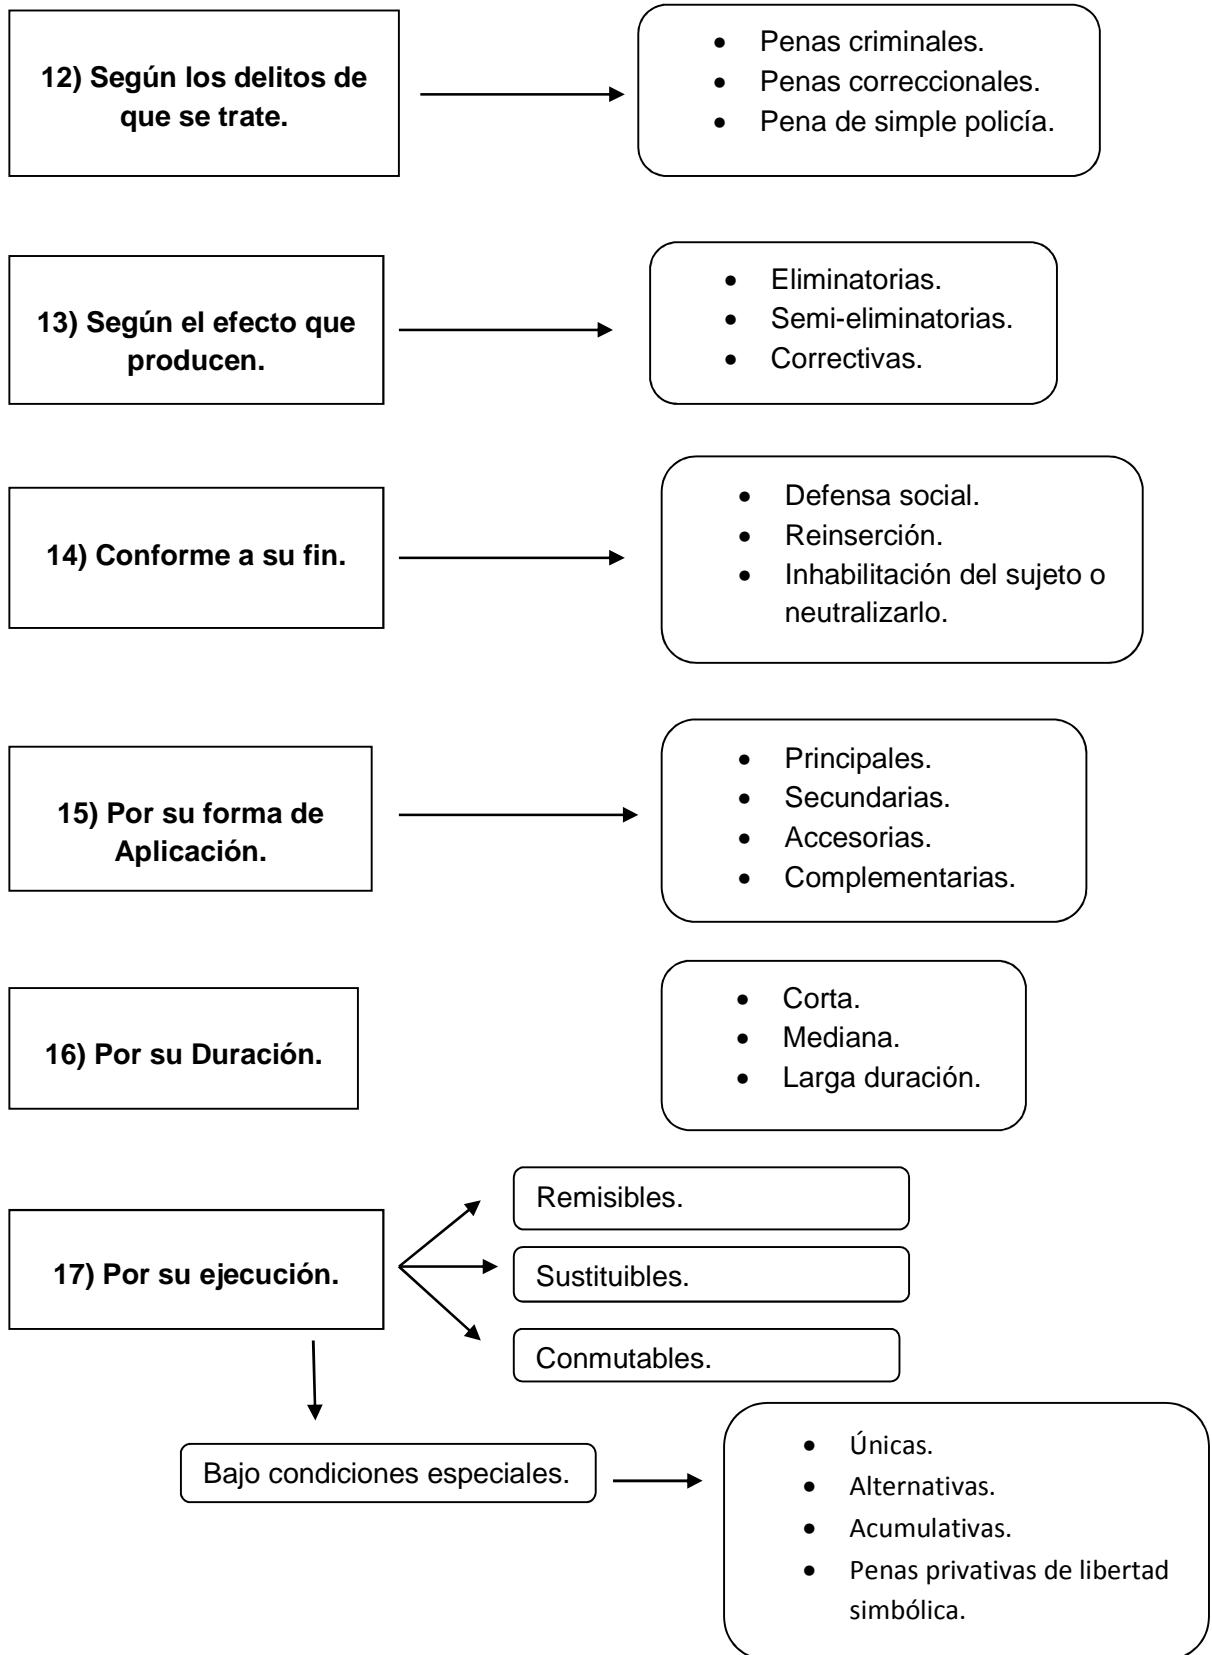 12) Según los delitos de
que se trate.
• Penas criminales.
• Penas correccionales.
• Pena de simple policía.
13) Según el efecto que
producen.
• Eliminatorias.
• Semi-eliminatorias.
• Correctivas.
14) Conforme a su fin.
• Defensa social.
• Reinserción.
• Inhabilitación del sujeto o
neutralizarlo.
15) Por su forma de
Aplicación.
• Principales.
• Secundarias.
• Accesorias.
• Complementarias.
16) Por su Duración.
• Corta.
• Mediana.
• Larga duración.
17) Por su ejecución.
Remisibles.
Sustituibles.
Conmutables.
Bajo condiciones especiales.
• Únicas.
• Alternativas.
• Acumulativas.
• Penas privativas de libertad
simbólica.